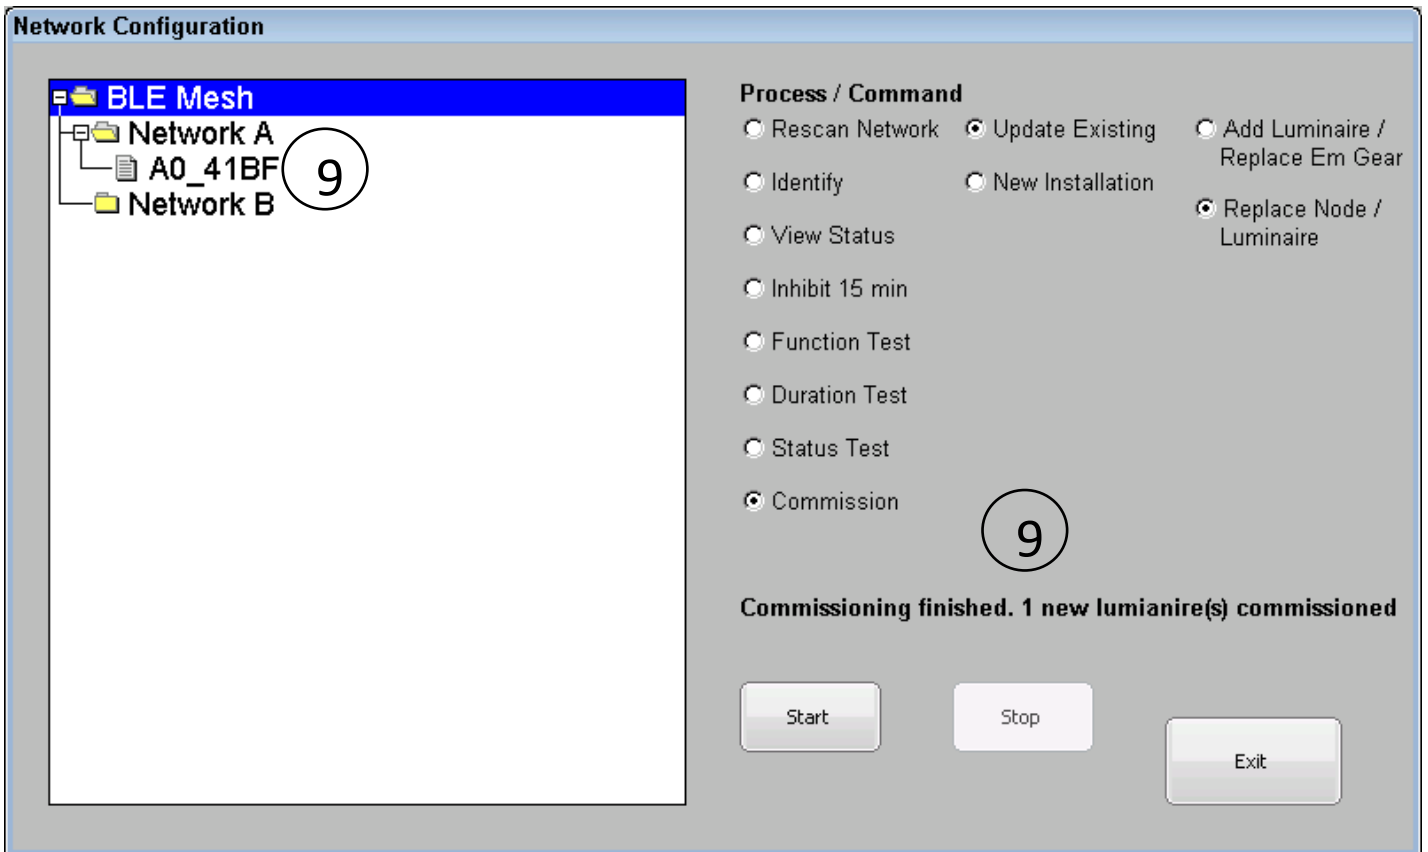 Network Configuration
BLE Mesh
Network A
A0_41BF
9
Network B
Process / Command
Rescan Network
Update Existing
Add Luminaire /
Replace Em Gear
Identify
New Installation
Replace Node /
Luminaire
View Status
Inhibit 15 min
Function Test
Duration Test
Status Test
Commission
9
Commissioning finished. 1 new lumianire(s) commissioned
Start
Stop
Exit